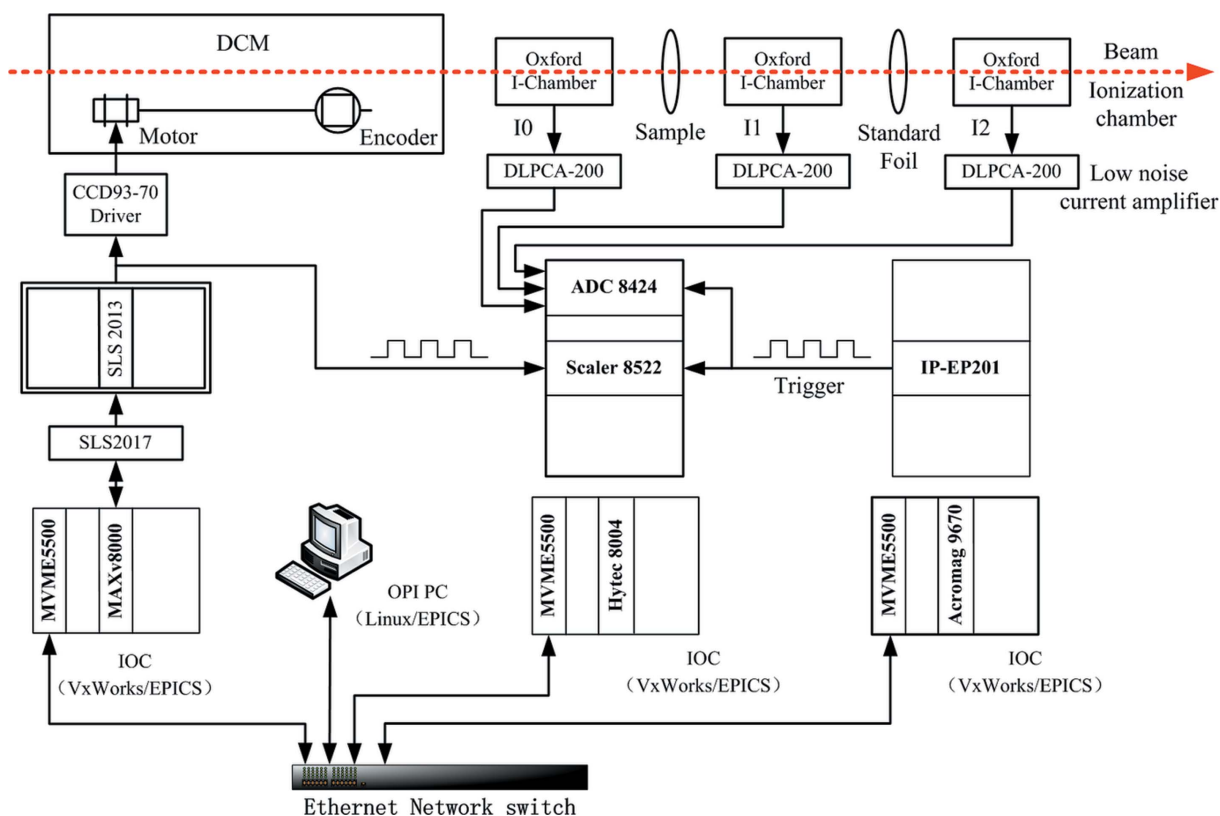 DCM
Motor
Encoder
Oxford
I-Chamber
Oxford
I-Chamber
Oxford
I-Chamber
Beam
Ionization
chamber
I0
Sample
I1
Standard
Foil
I2
DLPCA-200
DLPCA-200
DLPCA-200
Low noise
current amplifier
CCD93-70
Driver
SLS 2013
ADC 8424
Scaler 8522
Trigger
IP-EP201
SLS2017
MVME5500
MAXv8000
OPI PC
（Linux/EPICS）
MVME5500
Hytec 8004
MVME5500
Acromag 9670
IOC
（VxWorks/EPICS）
IOC
（VxWorks/EPICS）
IOC
（VxWorks/EPICS）
Ethernet Network switch